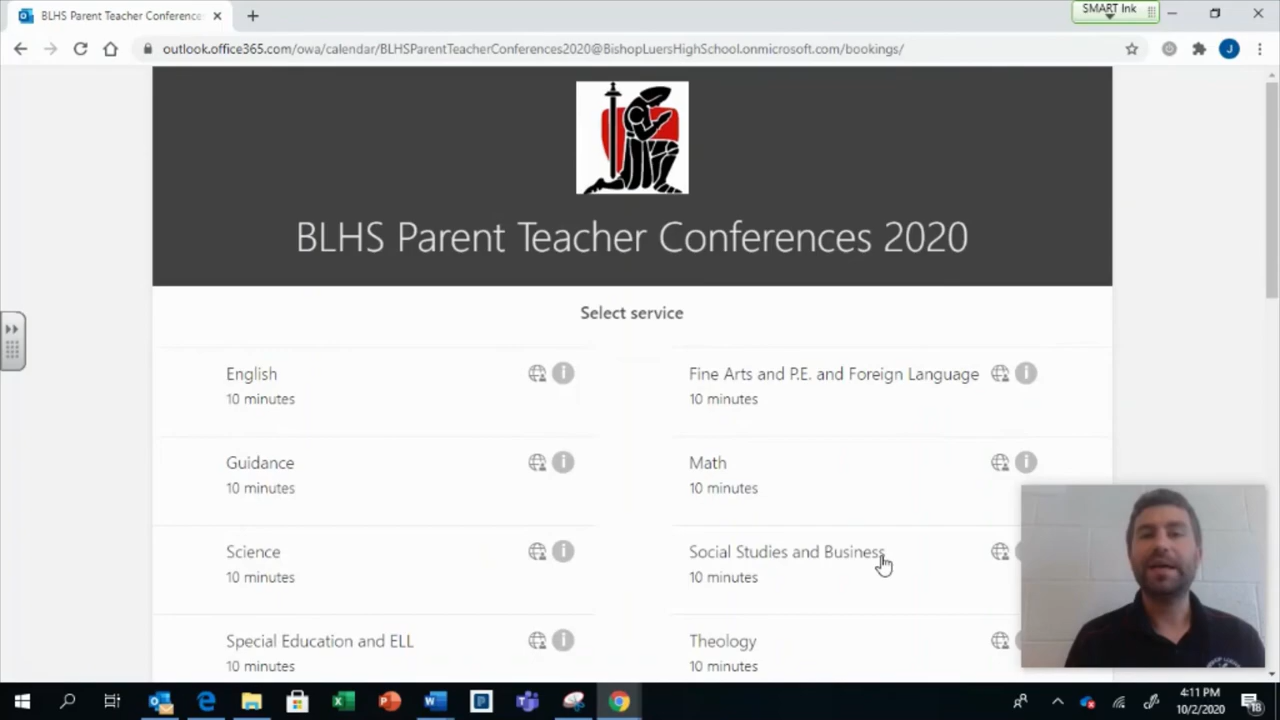 BLHS Parent Teacher Conferences
SMART Ink
outlook.office365.com/owa/calendar/BLHSParentTeacherConferences2020@BishopLuersHighSchool.onmicrosoft.com/bookings/
J
BLHS Parent Teacher Conferences 2020
Select service
English
10 minutes
Fine Arts and P.E. and Foreign Language
10 minutes
Guidance
10 minutes
Math
10 minutes
Science
10 minutes
Social Studies and Business
10 minutes
Special Education and ELL
10 minutes
Theology
10 minutes
4:11 PM
10/2/2020
18